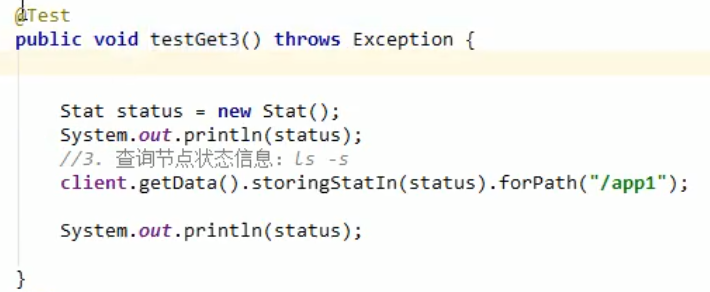 @Test
public void testGet3() throws Exception {
Stat status = new Stat();
System.out.println(status);
//3. 查询节点状态信息：ls -s
client.getData().storingStatIn(status).forPath("/app1");
System.out.println(status);
}